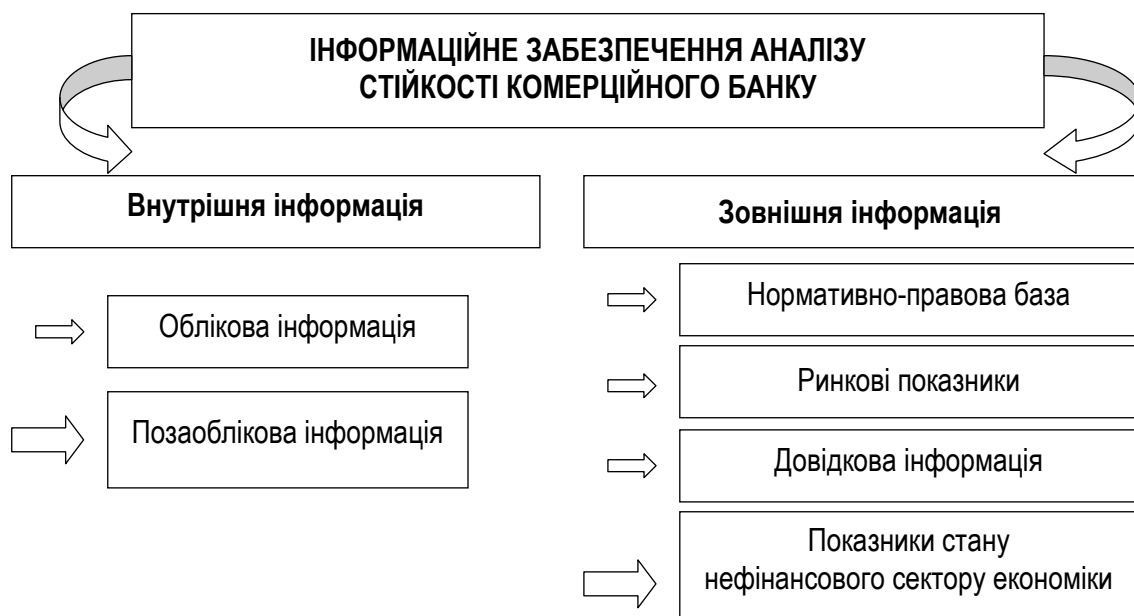 ІНФОРМАЦІЙНЕ ЗАБЕЗПЕЧЕННЯ АНАЛІЗУ
СТІЙКОСТІ КОМЕРЦІЙНОГО БАНКУ
Внутрішня інформація
Облікова інформація
Позаоблікова інформація
Зовнішня інформація
Нормативно-правова база
Ринкові показники
Довідкова інформація
Показники стану
нефінансового сектору економіки